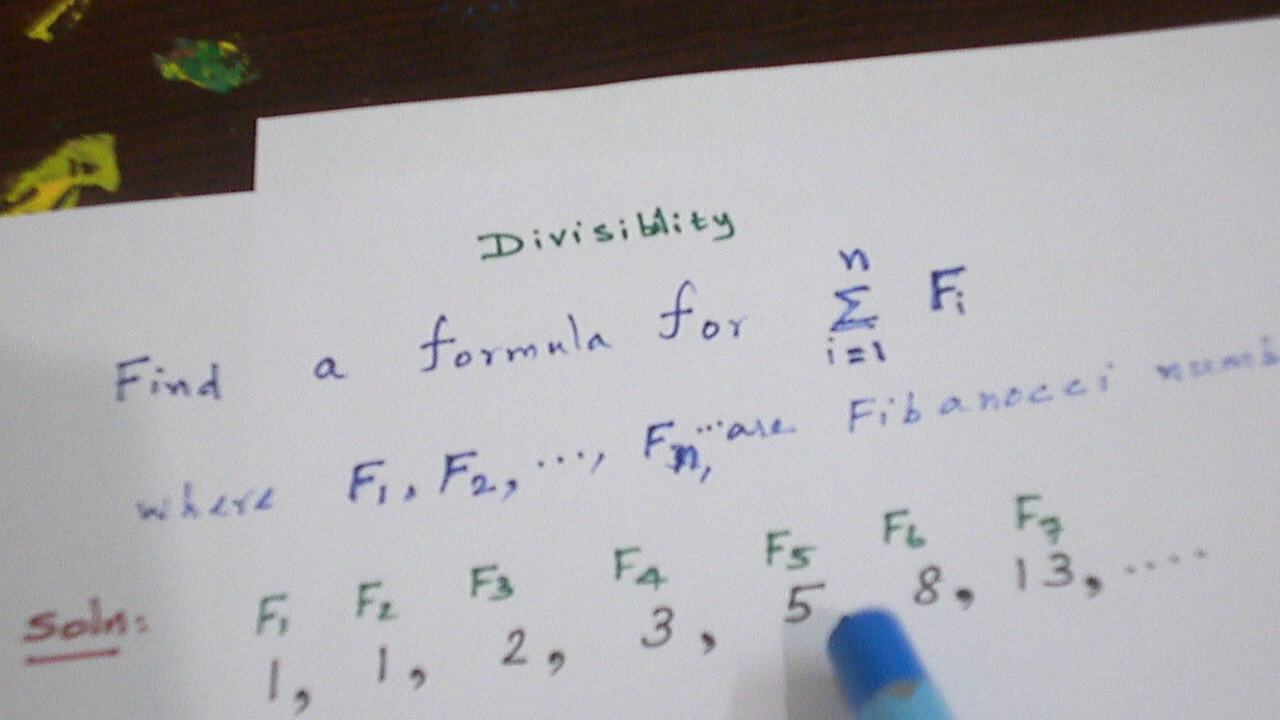 Divisibility
Find a formula for n Σ i=1 Fi
where F1, F2, ..., Fn, ... are Fibanocci
Soln: F1 F2 F3 F4 F5 F6 F7
1, 1, 2, 3, 5 8, 13, ....